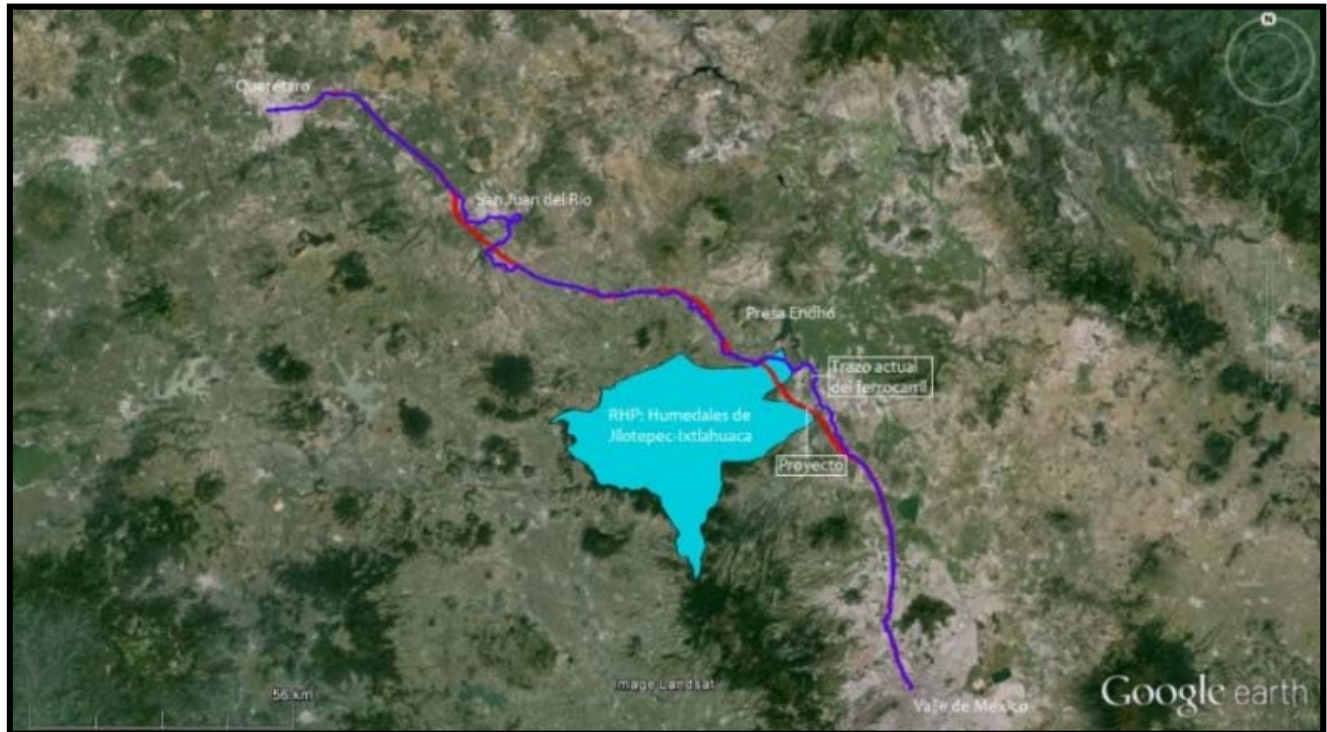 N
Querétaro
San Juan del Río
Presa Endhó
Trazo actual
del ferrocarril
RHP: Humedales de
Jilotepec-Ixtlahuaca
Proyecto
56 km
Image Landsat
Google earth
Valle de México